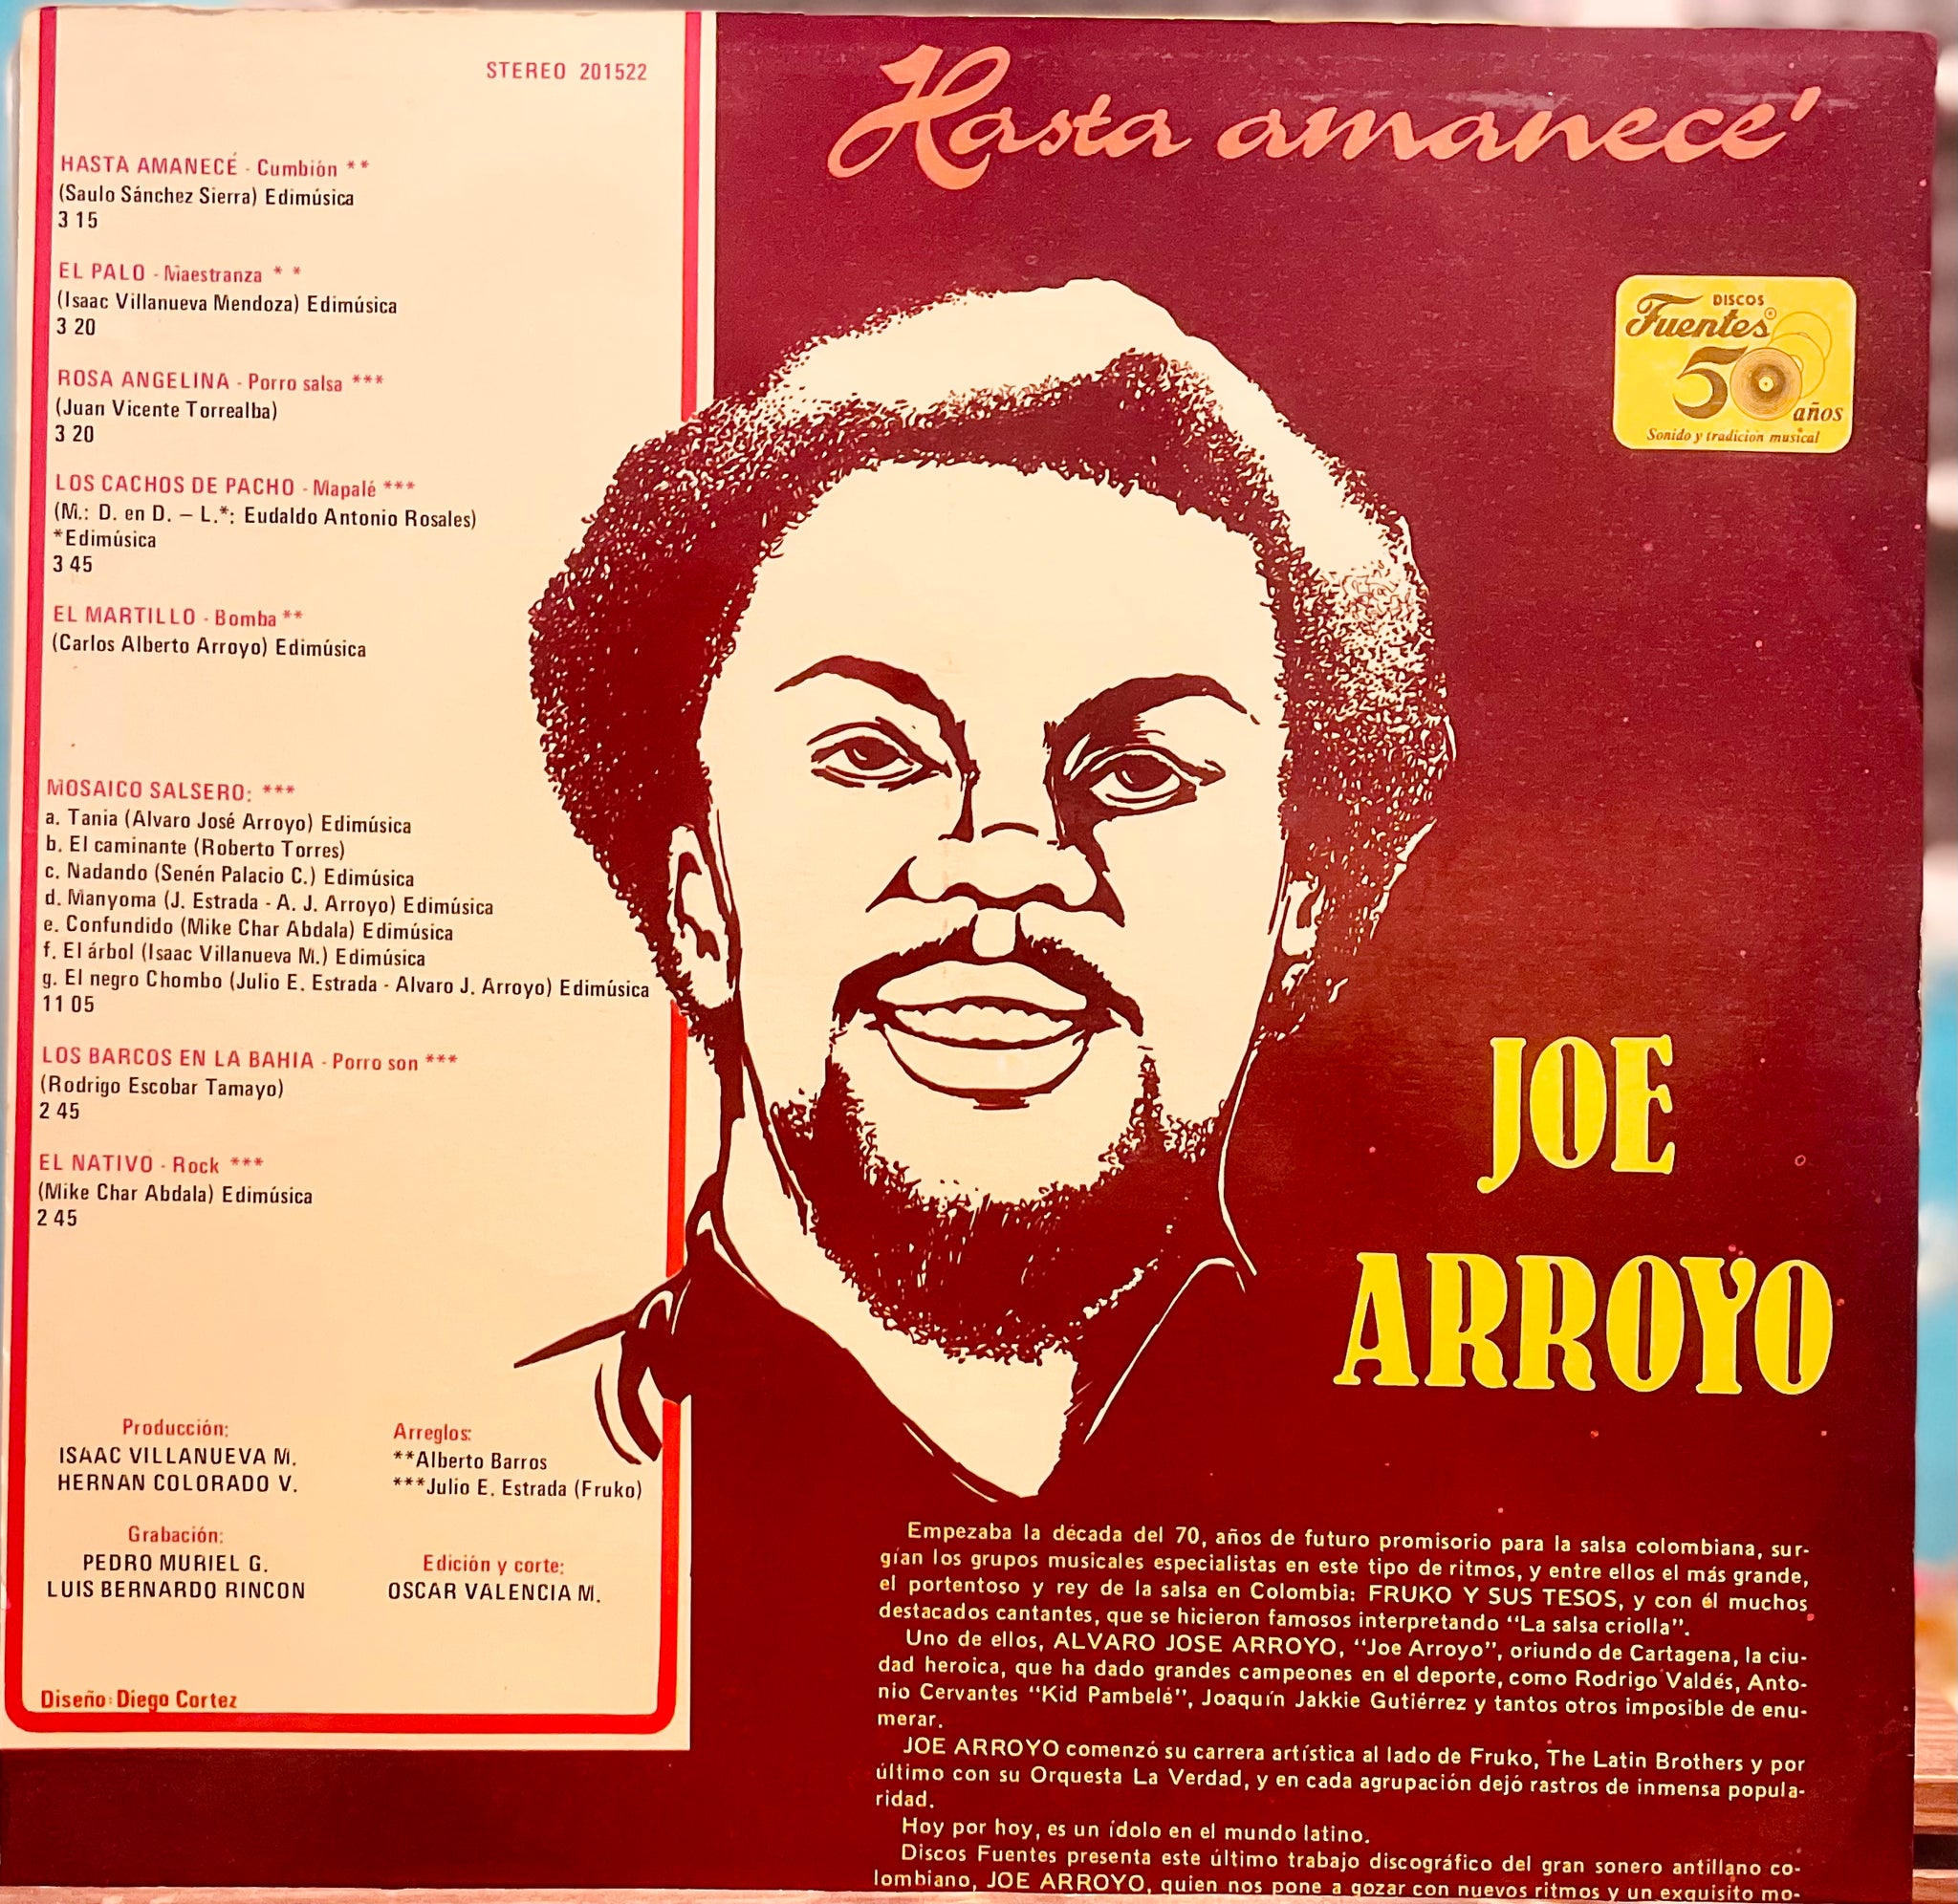 STEREO 201522
HASTA AMANECÉ - Cumbión **
(Saulo Sánchez Sierra) Edimúsica
3 15
EL PALO - Maestranza * *
(Isaac Villanueva Mendoza) Edimúsica
3 20
ROSA ANGELINA - Porro salsa ***
(Juan Vicente Torrealba)
3 20
LOS CACHOS DE PACHO - Mapalé ***
(M.: D. en D. – L.*: Eudaldo Antonio Rosales)
*Edimúsica
3 45
EL MARTILLO - Bomba **
(Carlos Alberto Arroyo) Edimúsica
MOSAICO SALSERO: ***
a. Tania (Alvaro José Arroyo) Edimúsica
b. El caminante (Roberto Torres)
c. Nadando (Senén Palacio C.) Edimúsica
d. Manyoma (J. Estrada - A. J. Arroyo) Edimúsica
e. Confundido (Mike Char Abdala) Edimúsica
f. El árbol (Isaac Villanueva M.) Edimúsica
g. El negro Chombo (Julio E. Estrada - Alvaro J. Arroyo) Edimúsica
11 05
LOS BARCOS EN LA BAHIA - Porro son ***
(Rodrigo Escobar Tamayo)
2 45
EL NATIVO - Rock ***
(Mike Char Abdala) Edimúsica
2 45
Producción:
ISAAC VILLANUEVA M.
HERNAN COLORADO V.
Arreglos:
**Alberto Barros
***Julio E. Estrada (Fruko)
Grabación:
PEDRO MURIEL G.
LUIS BERNARDO RINCON
Edición y corte:
OSCAR VALENCIA M.
Diseño: Diego Cortez
Hasta amanece'
DISCOS
Fuentes®
50
años
Sonido y tradición musical
JOE
ARROYO
Empezaba la década del 70, años de futuro promisorio para la salsa colombiana, sur-
gían los grupos musicales especialistas en este tipo de ritmos, y entre ellos el más grande,
el portentoso y rey de la salsa en Colombia: FRUKO Y SUS TESOS, y con él muchos
destacados cantantes, que se hicieron famosos interpretando "La salsa criolla".
Uno de ellos, ALVARO JOSE ARROYO, "Joe Arroyo", oriundo de Cartagena, la ciu-
dad heroica, que ha dado grandes campeones en el deporte, como Rodrigo Valdés, Anto-
nio Cervantes "Kid Pambelé", Joaquín Jakkie Gutiérrez y tantos otros imposible de enu-
merar.
JOE ARROYO comenzó su carrera artística al lado de Fruko, The Latin Brothers y por
último con su Orquesta La Verdad, y en cada agrupación dejó rastros de inmensa popula-
ridad.
Hoy por hoy, es un ídolo en el mundo latino.
Discos Fuentes presenta este último trabajo discográfico del gran sonero antillano co-
lombiano, JOE ARROYO, quien nos pone a gozar con nuevos ritmos y un exquisito mo-